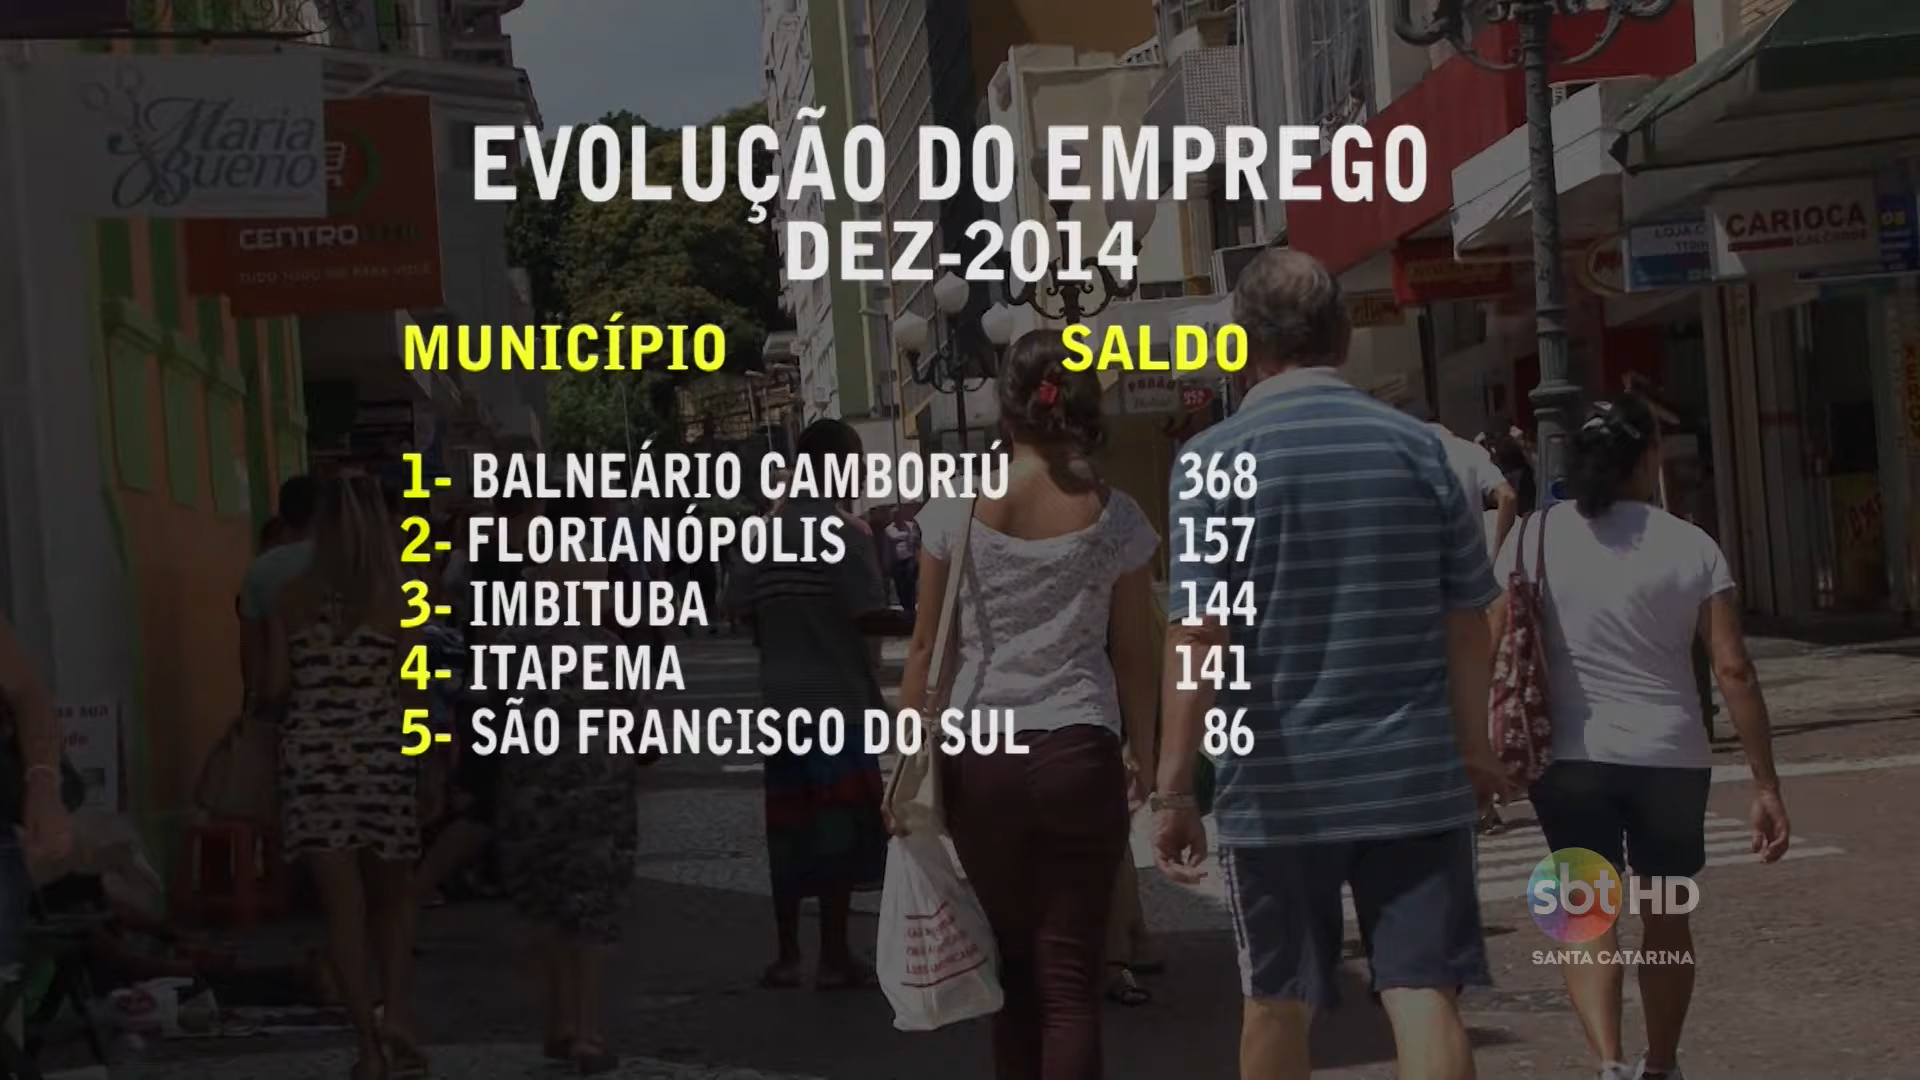 Maria
Bueno
CENTRO
EVOLUÇÃO DO EMPREGO
DEZ-2014
CARIOCA
MUNICÍPIO SALDO
1- BALNEÁRIO CAMBORIÚ 368
2- FLORIANÓPOLIS 157
3- IMBITUBA 144
4- ITAPEMA 141
5- SÃO FRANCISCO DO SUL 86
sbt HD
SANTA CATARINA